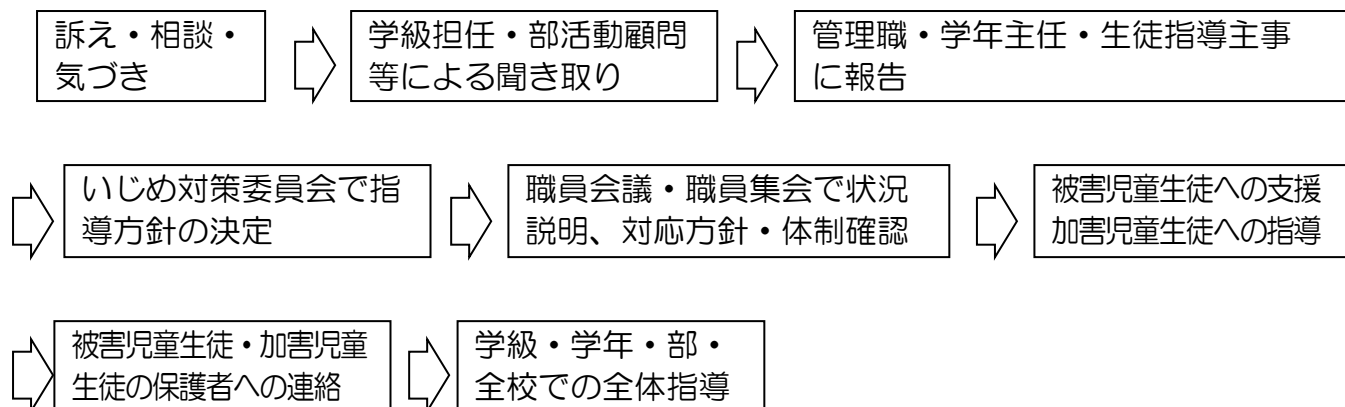 訴え・相談・
気づき
学級担任・部活動顧問
等による聞き取り
管理職・学年主任・生徒指導主事
に報告
いじめ対策委員会で指
導方針の決定
職員会議・職員集会で状況
説明、対応方針・体制確認
被害児童生徒への支援
加害児童生徒への指導
被害児童生徒・加害児童
生徒の保護者への連絡
学級・学年・部・
全校での全体指導